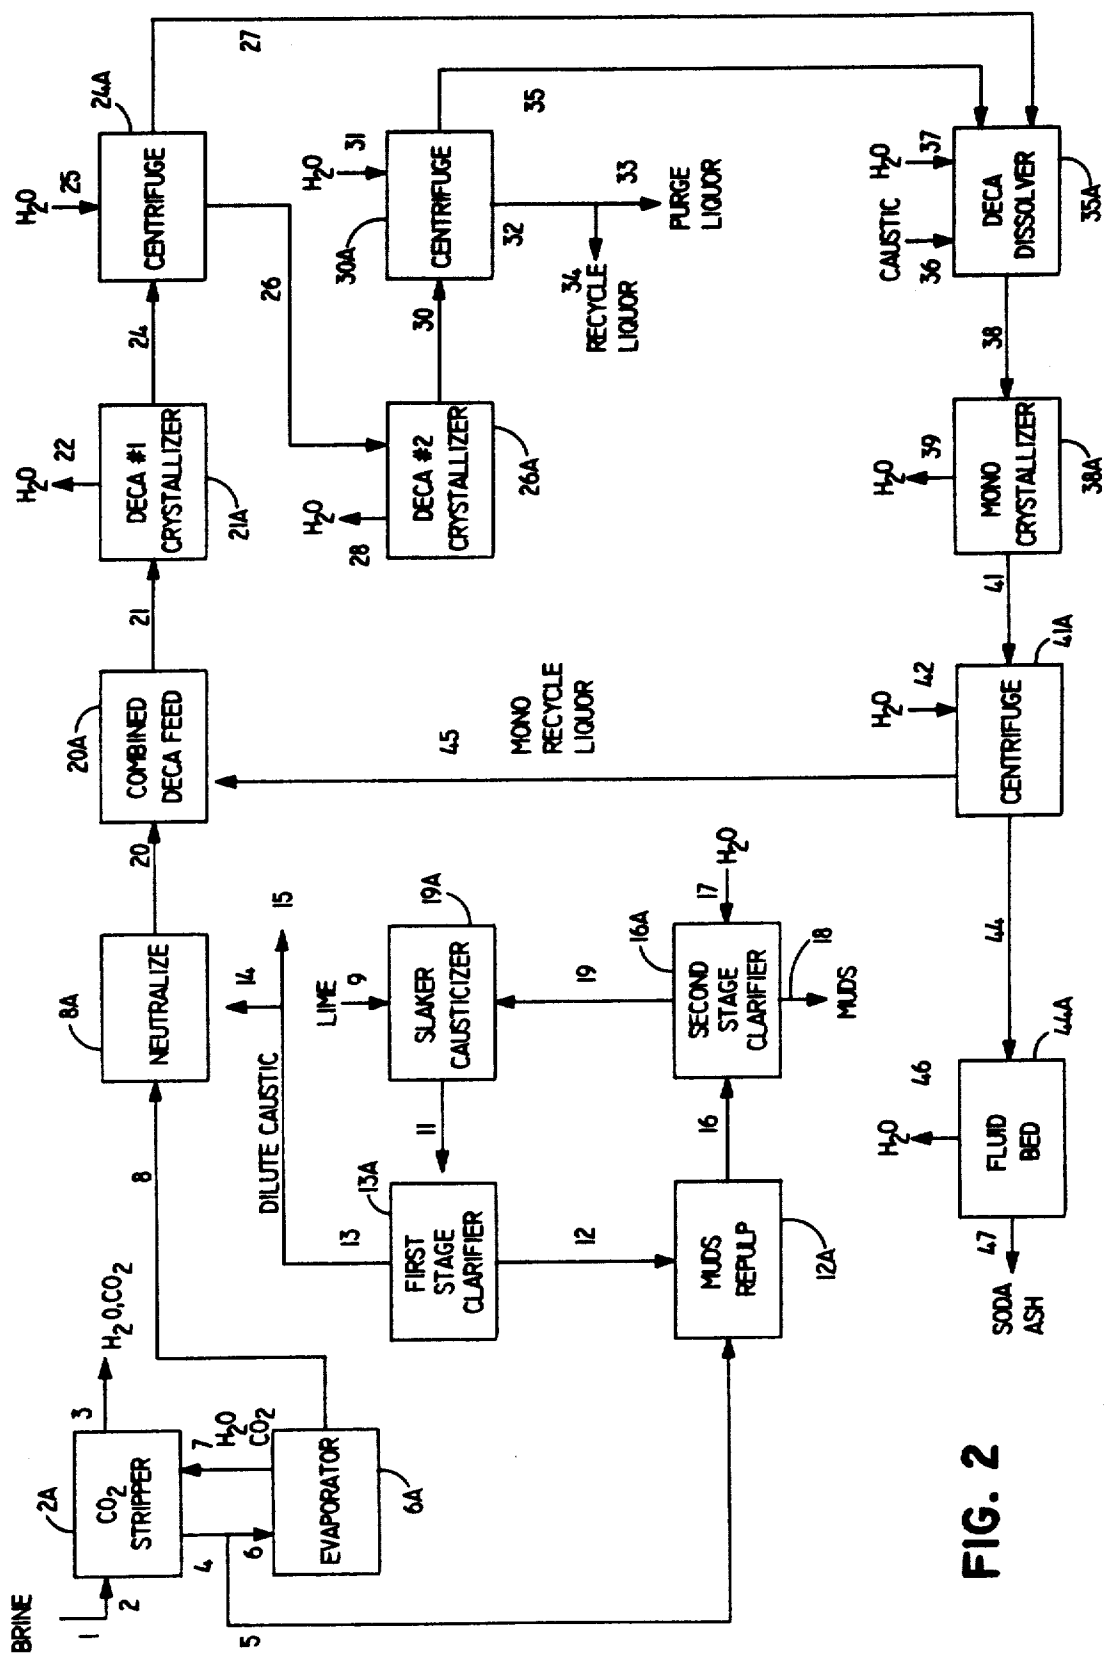 BRINE
1
2
2A
CO2
STRIPPER
3
H2O,CO2
4
5
6
7
H2O
CO2
EVAPORATOR
6A
8
8A
NEUTRALIZE
20
20A
COMBINED
DECA FEED
21
DECA #1
CRYSTALLIZER
21A
H2O
22
24
24A
CENTRIFUGE
H2O
25
26
27
DECA #2
CRYSTALLIZER
26A
H2O
28
30
30A
CENTRIFUGE
H2O
31
32
33
PURGE
LIQUOR
34
RECYCLE
LIQUOR
35
DILUTE CAUSTIC
14
15
13
13A
FIRST
STAGE
CLARIFIER
11
LIME
9
SLAKER
CAUSTICIZER
19A
12
MUDS
REPULP
12A
16
16A
SECOND
STAGE
CLARIFIER
17
H2O
18
MUDS
19
45
MONO
RECYCLE
LIQUOR
CAUSTIC
36
H2O
37
DECA
DISSOLVER
35A
38
H2O
39
MONO
CRYSTALLIZER
38A
41
H2O
42
CENTRIFUGE
41A
44
44A
H2O
46
FLUID
BED
47
SODA
ASH
FIG. 2